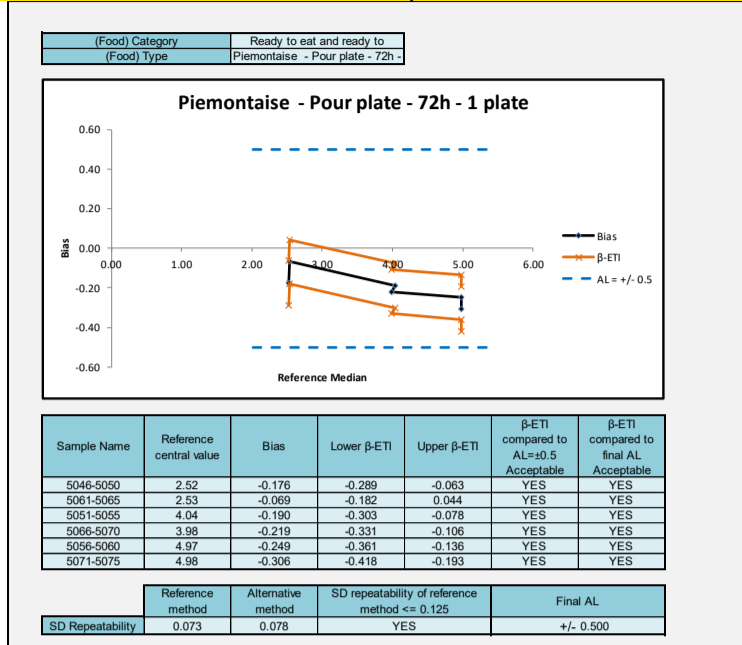 (Food) Category Ready to eat and ready to
(Food) Type Piemontaise - Pour plate - 72h -
Piemontaise - Pour plate - 72h - 1 plate
0.60
0.40
0.20
0.00
-0.20
-0.40
-0.60
0.00 1.00 2.00 3.00 4.00 5.00 6.00
Bias
Reference Median
Bias
β-ETI
AL = +/- 0.5
Sample Name Reference central value Bias Lower β-ETI Upper β-ETI β-ETI compared to AL=±0.5 Acceptable β-ETI compared to final AL Acceptable
5046-5050 2.52 -0.176 -0.289 -0.063 YES YES
5061-5065 2.53 -0.069 -0.182 0.044 YES YES
5051-5055 4.04 -0.190 -0.303 -0.078 YES YES
5066-5070 3.98 -0.219 -0.331 -0.106 YES YES
5056-5060 4.97 -0.249 -0.361 -0.136 YES YES
5071-5075 4.98 -0.306 -0.418 -0.193 YES YES
Reference method Alternative method SD repeatability of reference method <= 0.125 Final AL
SD Repeatability 0.073 0.078 YES +/- 0.500